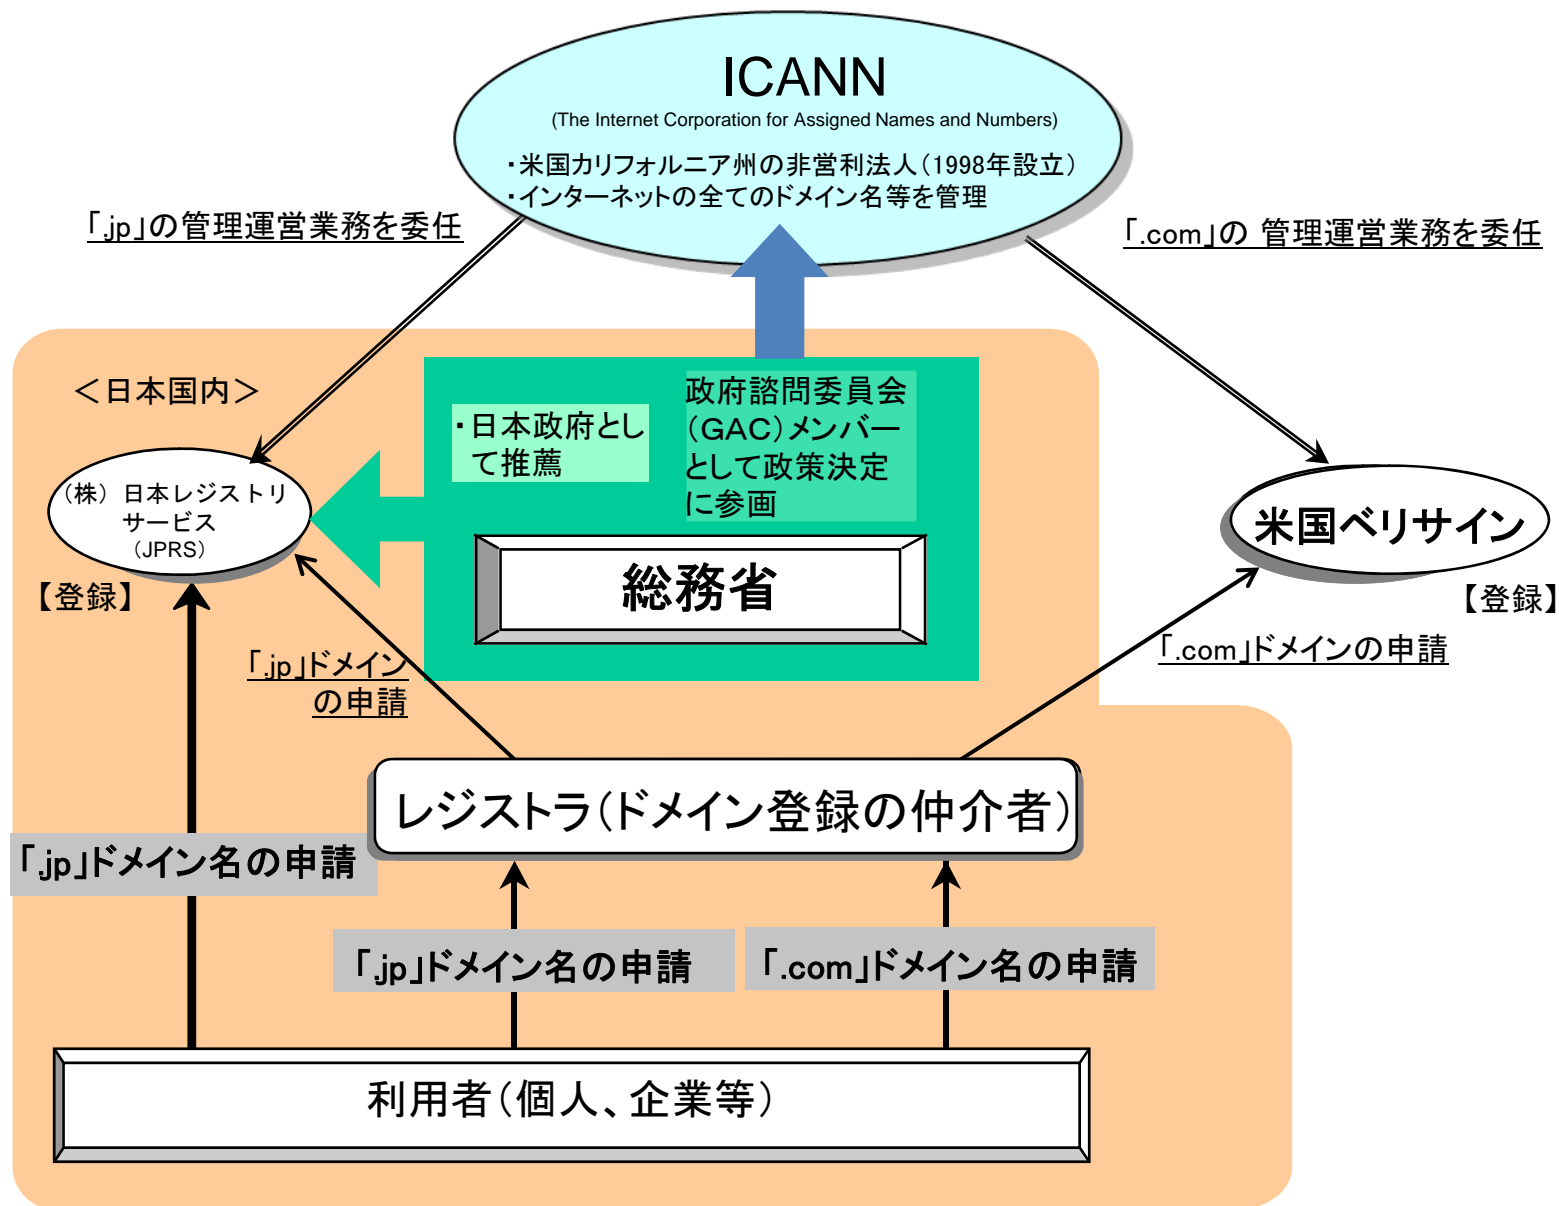 ICANN
(The Internet Corporation for Assigned Names and Numbers)
・米国カリフォルニア州の非営利法人（1998年設立）
・インターネットの全てのドメイン名等を管理
「.jp」の管理運営業務を委任
「.com」の 管理運営業務を委任
＜日本国内＞
・日本政府とし
て推薦
政府諮問委員会
（ＧＡＣ）メンバー
として政策決定
に参画
（株）日本レジストリ
サービス
（JPRS）
米国ベリサイン
総務省
【登録】
【登録】
「.jp」ドメイン
の申請
「.com」ドメインの申請
レジストラ（ドメイン登録の仲介者）
「.jp」ドメイン名の申請
「.jp」ドメイン名の申請
「.com」ドメイン名の申請
利用者（個人、企業等）